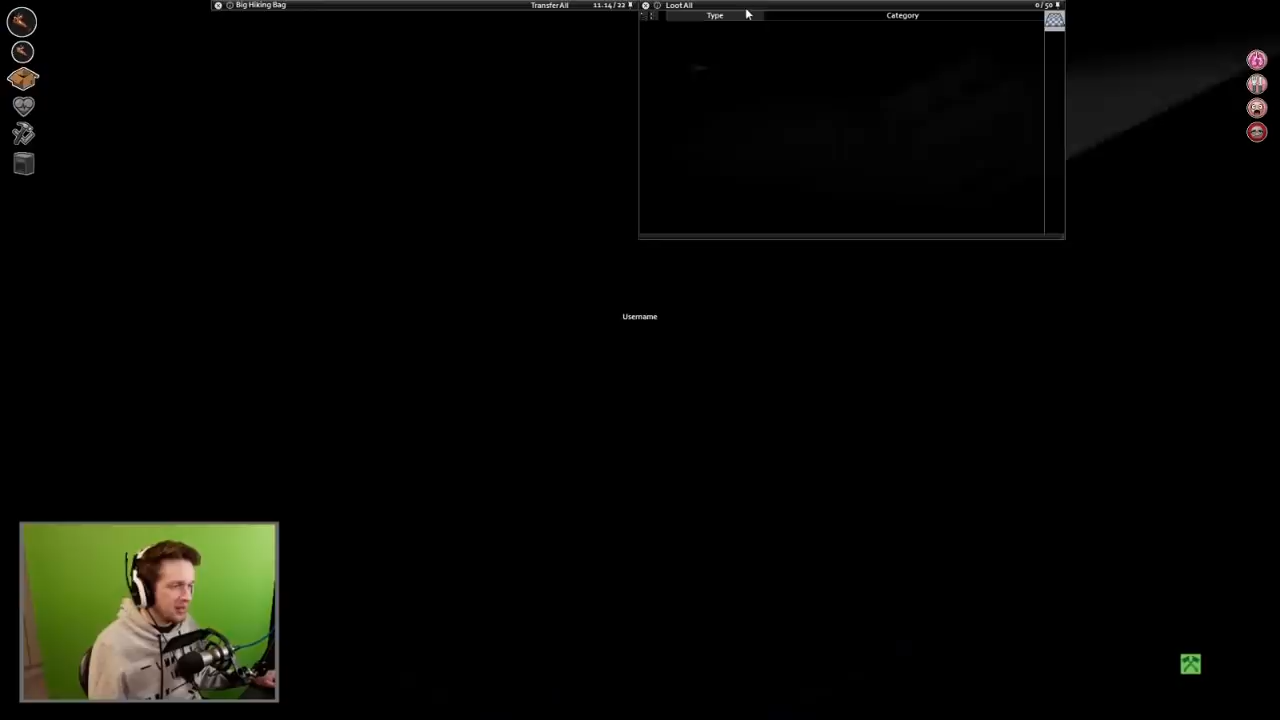 Big Hiking Bag Transfer All 11.14 / 22
Loot All 0 / 50
Type Category
Username